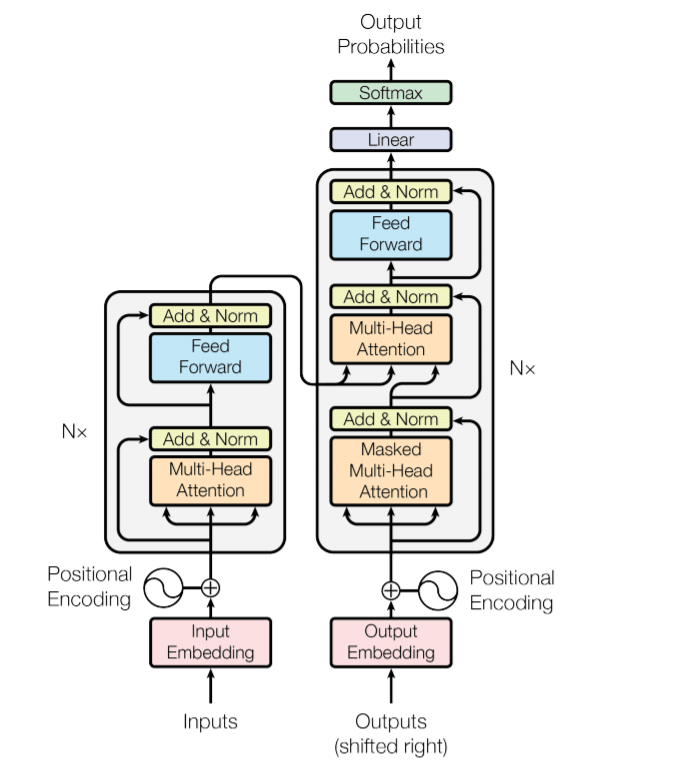 Output
Probabilities
Softmax
Linear
Add & Norm
Feed
Forward
Add & Norm
Multi-Head
Attention
Add & Norm
Masked
Multi-Head
Attention
Nx
Add & Norm
Feed
Forward
Add & Norm
Multi-Head
Attention
Nx
Positional
Encoding
Positional
Encoding
Input
Embedding
Output
Embedding
Inputs
Outputs
(shifted right)